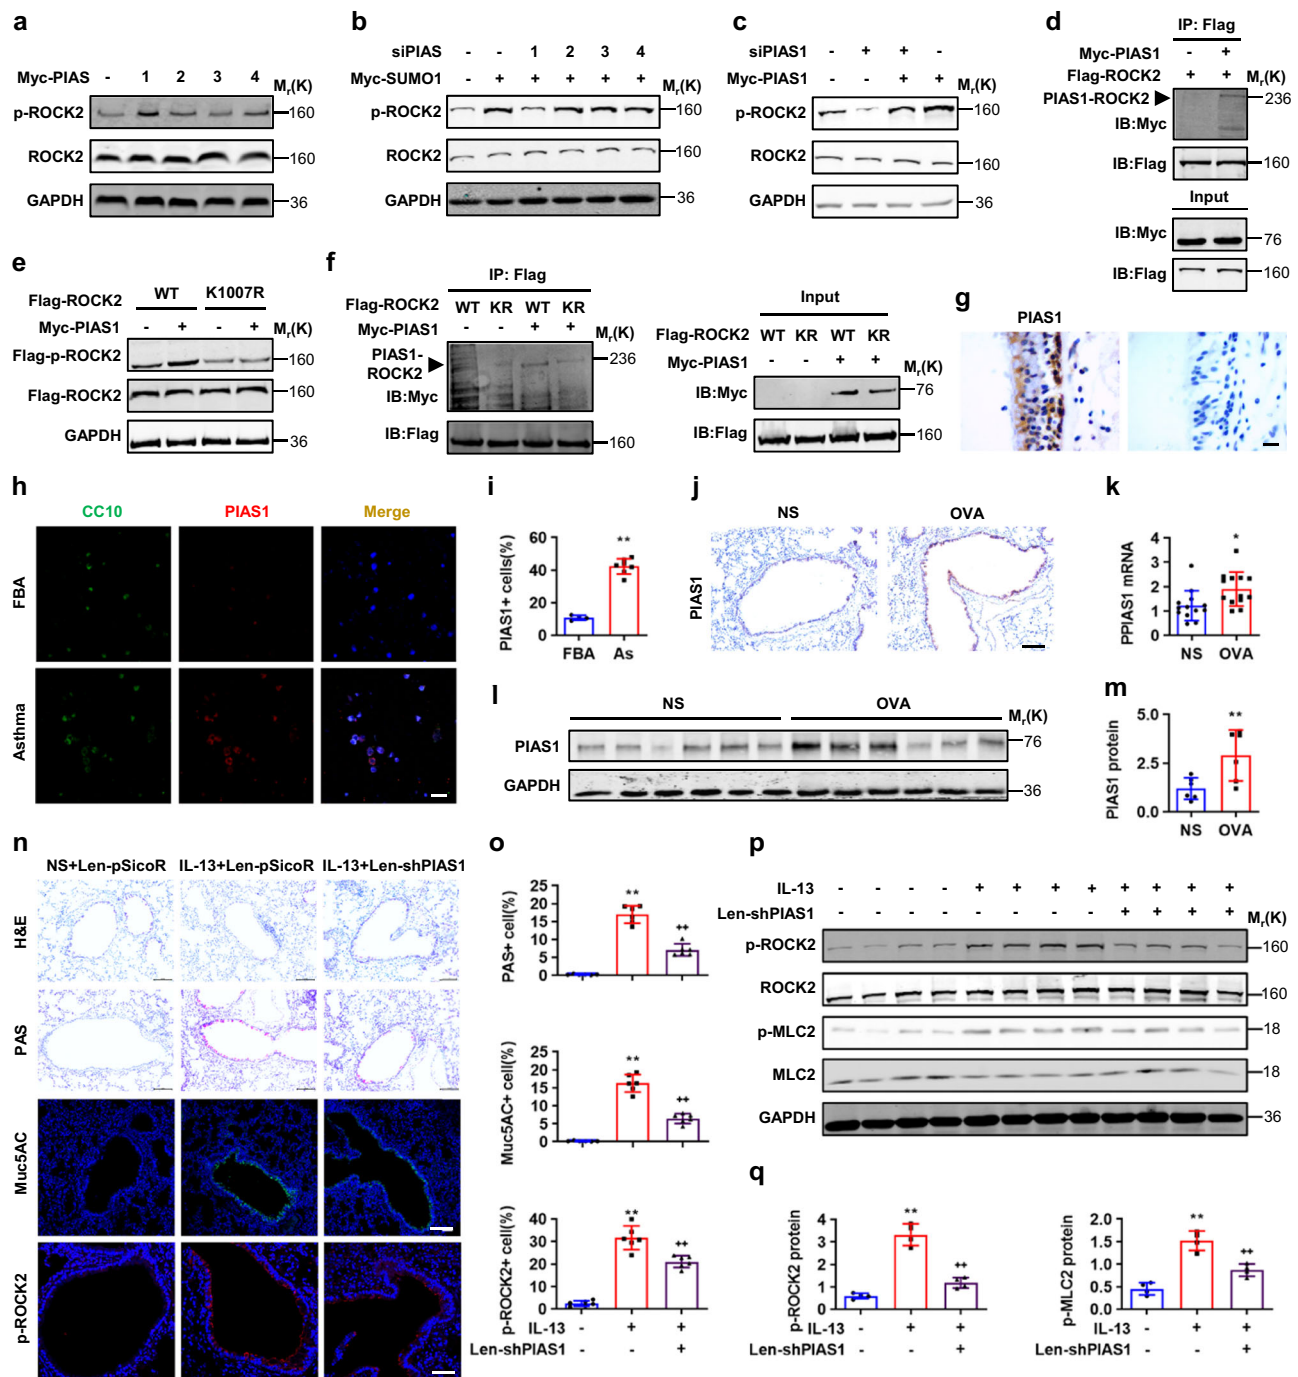 a
Myc-PIAS - 1 2 3 4 Mr(K)
p-ROCK2 160
ROCK2 160
GAPDH 36
b
siPIAS - - 1 2 3 4
Myc-SUMO1 - + + + + + Mr(K)
p-ROCK2 160
ROCK2 160
GAPDH 36
c
siPIAS1 - + + -
Myc-PIAS1 - - + + Mr(K)
p-ROCK2 160
ROCK2 160
GAPDH 36
d
IP: Flag
Myc-PIAS1 - +
Flag-ROCK2 + + Mr(K)
PIAS1-ROCK2 236
IB:Myc
IB:Flag 160
Input
IB:Myc 76
IB:Flag 160
e
Flag-ROCK2 WT K1007R
Myc-PIAS1 - + - + Mr(K)
Flag-p-ROCK2 160
Flag-ROCK2 160
GAPDH 36
f
IP: Flag
Flag-ROCK2 WT KR WT KR
Myc-PIAS1 - - + + Mr(K)
PIAS1-
ROCK2 236
IB:Myc
IB:Flag 160
Input
Flag-ROCK2 WT KR WT KR
Myc-PIAS1 - - + + Mr(K)
IB:Myc 76
IB:Flag 160
g
PIAS1
h
CC10 PIAS1 Merge
FBA
Asthma
i
PIAS1+ cells(%)
60
40
20
0
**
FBA As
j
NS OVA
PIAS1
k
PPIAS1 mRNA
4
3
2
1
0
*
NS OVA
l
NS OVA Mr(K)
PIAS1 76
GAPDH 36
m
PIAS1 protein
5.0
2.5
0.0
**
NS OVA
n
NS+Len-pSicoR IL-13+Len-pSicoR IL-13+Len-shPIAS1
H&E
PAS
Muc5AC
p-ROCK2
o
PAS+ cell(%)
25
20
15
10
5
0
**
++
Muc5AC+ cell(%)
25
20
15
10
5
0
**
++
p-ROCK2+ cell(%)
40
30
20
10
0
**
++
IL-13 - + +
Len-shPIAS1 - - +
p
IL-13 - - - - + + + + + + + +
Len-shPIAS1 - - - - - - - - + + + + Mr(K)
p-ROCK2 160
ROCK2 160
p-MLC2 18
MLC2 18
GAPDH 36
q
p-ROCK2 protein
4
3
2
1
0
**
++
IL-13 - + +
Len-shPIAS1 - - +
p-MLC2 protein
2.0
1.5
1.0
0.5
0.0
**
++
IL-13 - + +
Len-shPIAS1 - - +